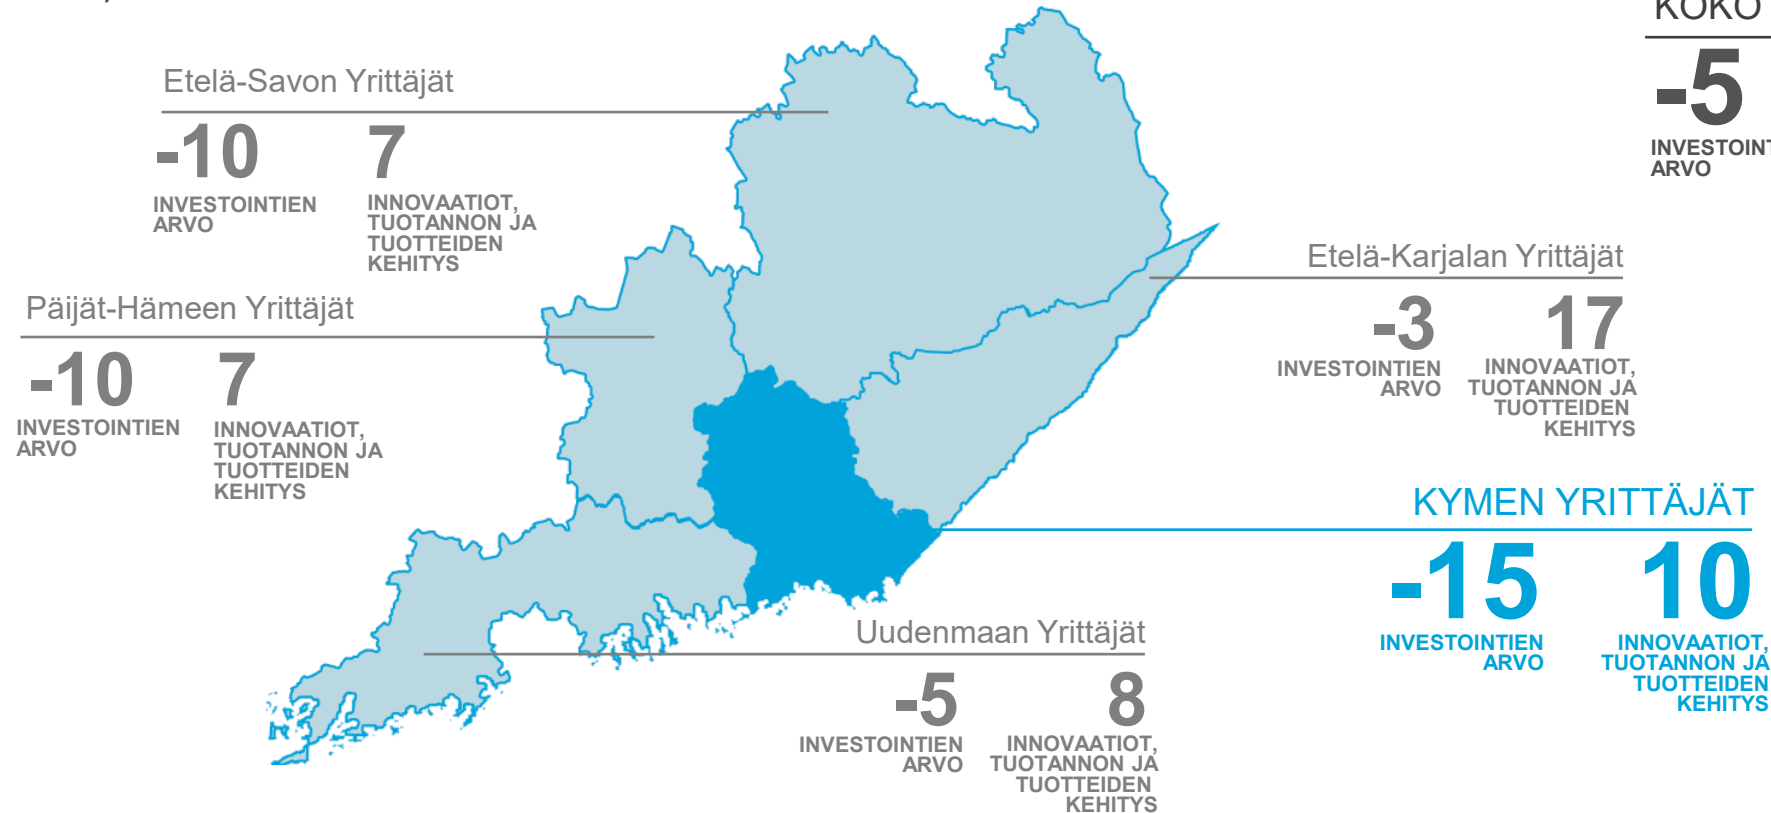 KOKO
-5
ARVO
Etelä-Savon Yrittäjät
-10
INVESTOINTIEN
ARVO
7
INNOVAATIOT,
TUOTANNON JA
TUOTTEIDEN
KEHITYS
Päijät-Hämeen Yrittäjät
-10
INVESTOINTIEN
ARVO
7
INNOVAATIOT,
TUOTANNON JA
TUOTTEIDEN
KEHITYS
Etelä-Karjalan Yrittäjät
-3
INVESTOINTIEN
ARVO
17
INNOVAATIOT,
TUOTANNON JA
TUOTTEIDEN
KEHITYS
KYMEN YRITTÄJÄT
-15
INVESTOINTIEN
ARVO
10
INNOVAATIOT,
TUOTANNON JA
TUOTTEIDEN
KEHITYS
Uudenmaan Yrittäjät
-5
INVESTOINTIEN
ARVO
8
INNOVAATIOT,
TUOTANNON JA
TUOTTEIDEN
KEHITYS